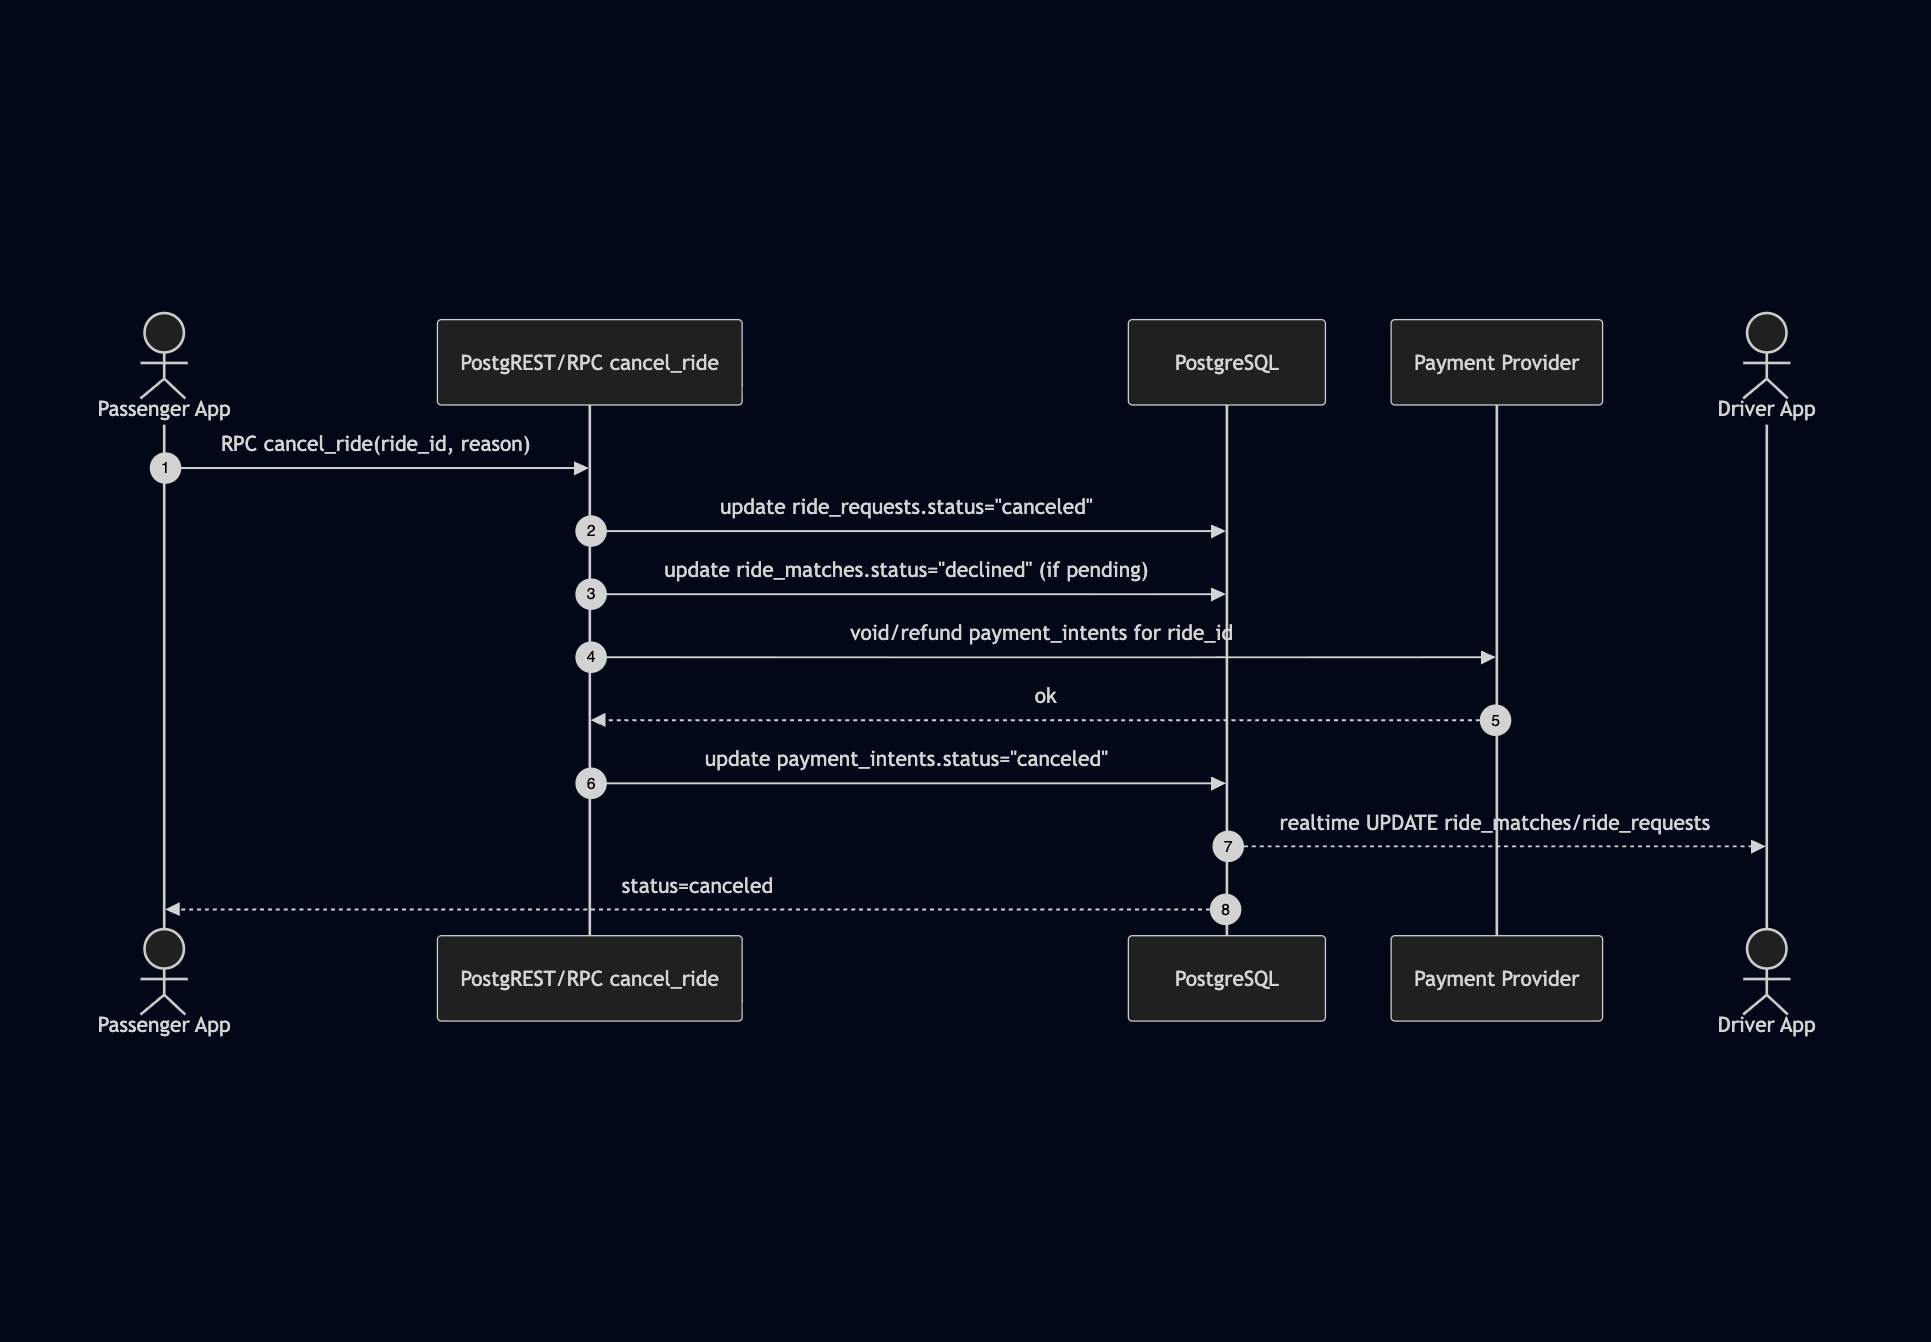 PostgREST/RPC cancel_ride
PostgreSQL
Payment Provider
Passenger App
Driver App
RPC cancel_ride(ride_id, reason)
1
update ride_requests.status="canceled"
2
update ride_matches.status="declined" (if pending)
3
void/refund payment_intents for ride_id
4
ok
5
update payment_intents.status="canceled"
6
realtime UPDATE ride_matches/ride_requests
7
status=canceled
8
PostgREST/RPC cancel_ride
PostgreSQL
Payment Provider
Passenger App
Driver App